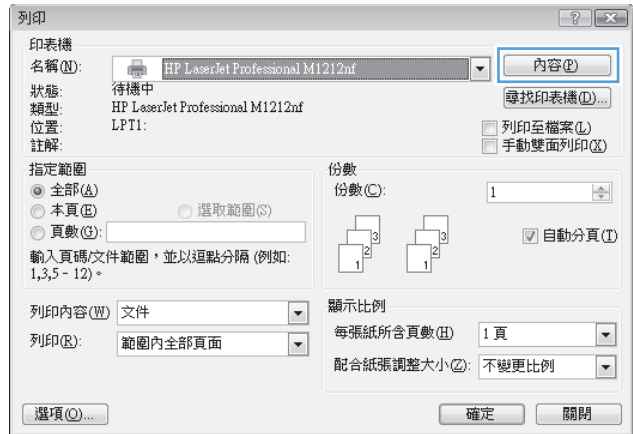 列印
印表機
名稱(N):
HP LaserJet Professional M1212nf
內容(P)
狀態:
待機中
類型:
HP LaserJet Professional M1212nf
位置:
LPT1:
註解:
尋找印表機(D)...
列印至檔案(L)
手動雙面列印(X)
指定範圍
全部(A)
本頁(E)
選取範圍(S)
頁數(G):
輸入頁碼/文件範圍，並以逗點分隔 (例如:
1,3,5 - 12)。
份數
份數(C):
1
3
2
1
3
2
1
自動分頁(T)
列印內容(W)
文件
列印(R):
範圍內全部頁面
顯示比例
每張紙所含頁數(H)
1 頁
配合紙張調整大小(Z):
不變更比例
選項(O)...
確定
關閉